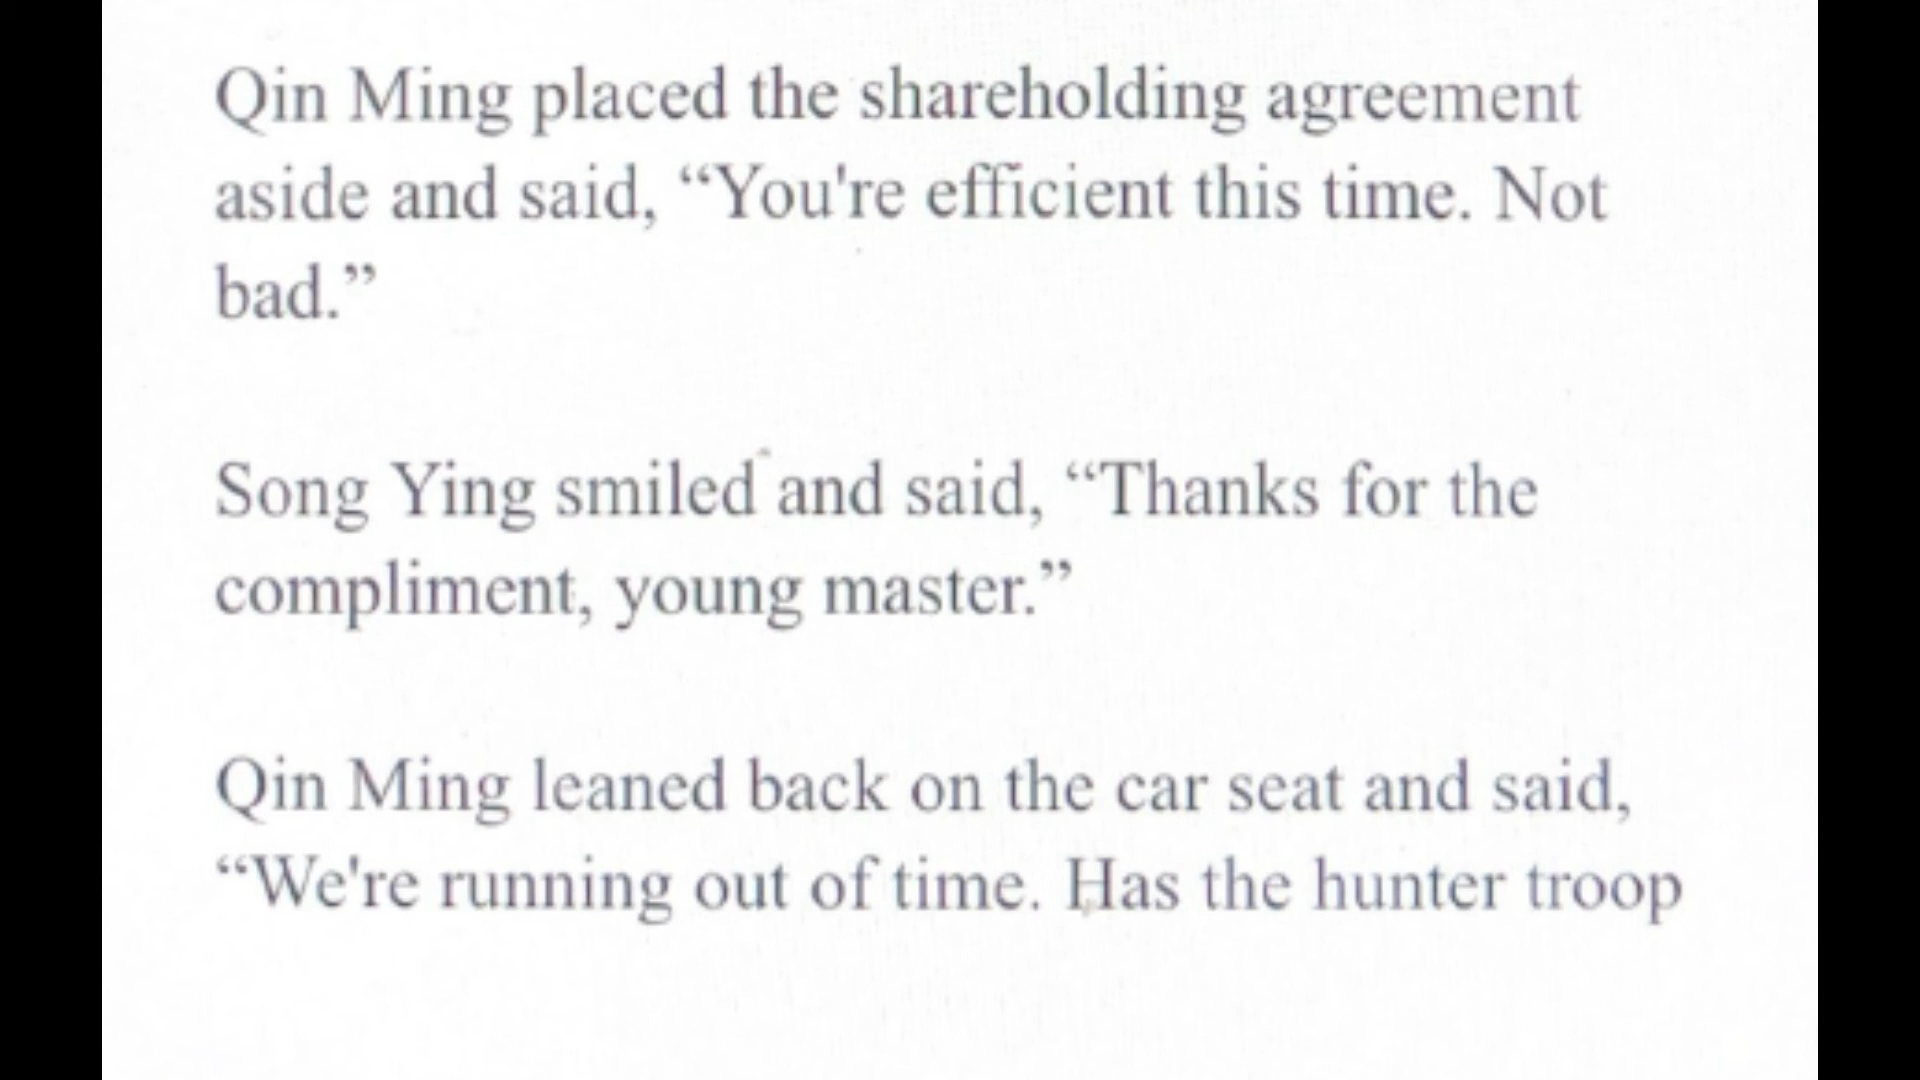 Qin Ming placed the shareholding agreement
aside and said, “You're efficient this time. Not
bad.”
Song Ying smiled and said, “Thanks for the
compliment, young master.”
Qin Ming leaned back on the car seat and said,
“We're running out of time. Has the hunter troop